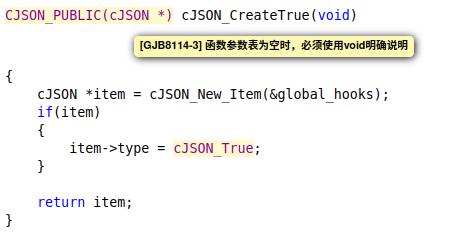 CJSON_PUBLIC(cJSON *) cJSON_CreateTrue(void)
[GJB8114-3] 函数参数表为空时，必须使用void明确说明
{
    cJSON *item = cJSON_New_Item(&global_hooks);
    if(item)
    {
        item->type = cJSON_True;
    }
    return item;
}